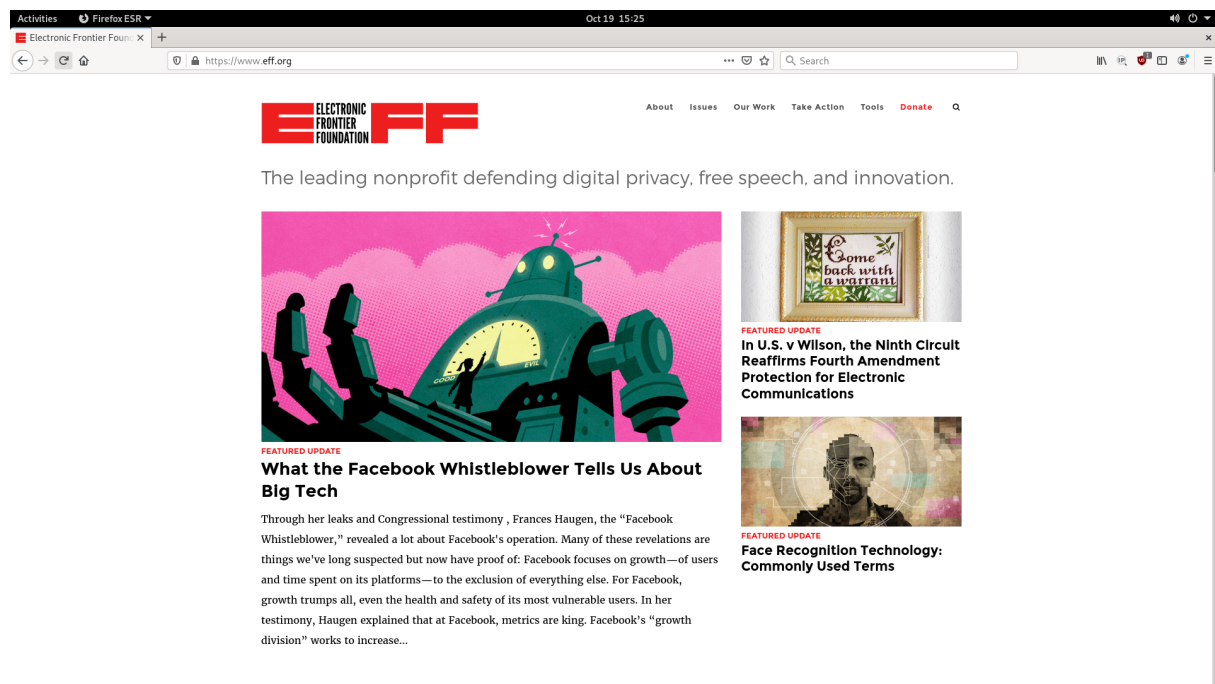 Activities
Firefox ESR
Oct 19 15:25
Electronic Frontier Found
https://www.eff.org
Search
ELECTRONIC
FRONTIER
FOUNDATION
EFF
About Issues Our Work Take Action Tools Donate
The leading nonprofit defending digital privacy, free speech, and innovation.
GOOD
EVIL
FEATURED UPDATE
What the Facebook Whistleblower Tells Us About
Big Tech
Through her leaks and Congressional testimony , Frances Haugen, the “Facebook
Whistleblower,” revealed a lot about Facebook's operation. Many of these revelations are
things we've long suspected but now have proof of: Facebook focuses on growth—of users
and time spent on its platforms—to the exclusion of everything else. For Facebook,
growth trumps all, even the health and safety of its most vulnerable users. In her
testimony, Haugen explained that at Facebook, metrics are king. Facebook’s “growth
division” works to increase...
Come
back with
a warrant
FEATURED UPDATE
In U.S. v Wilson, the Ninth Circuit
Reaffirms Fourth Amendment
Protection for Electronic
Communications
FEATURED UPDATE
Face Recognition Technology:
Commonly Used Terms